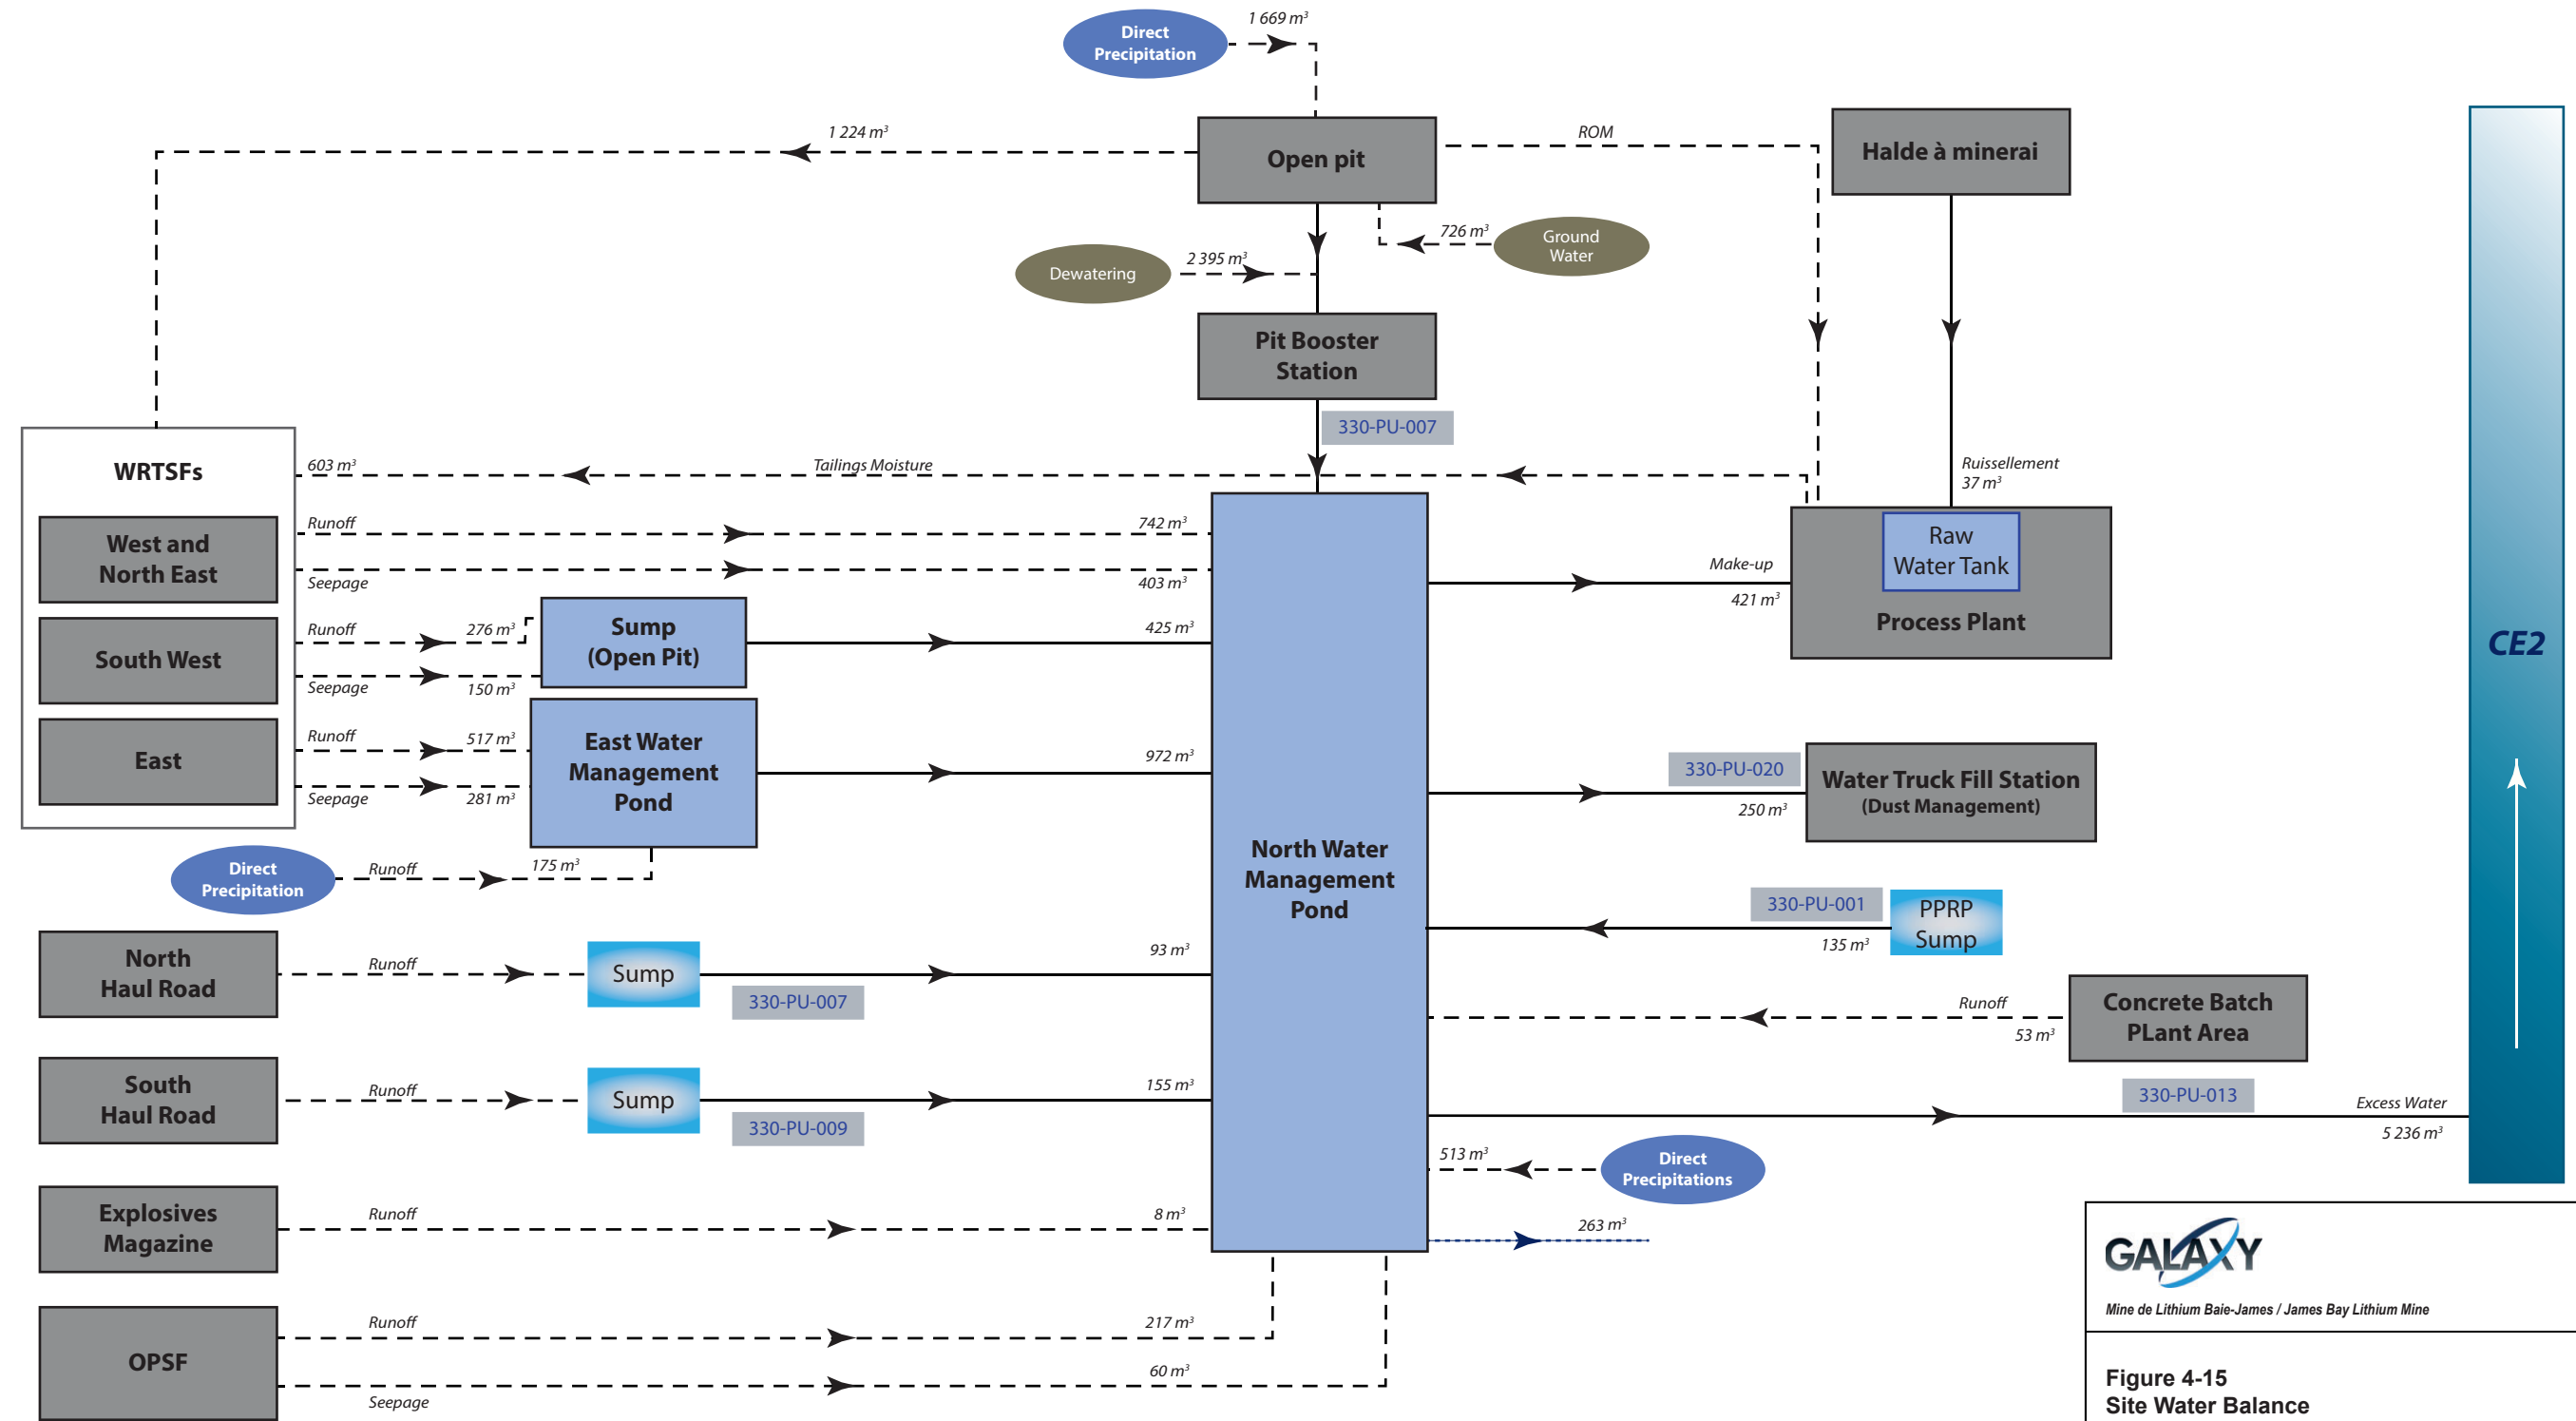 Direct
Precipitation
1 669 m³
1 224 m³
Open pit
ROM
Halde à minerai
726 m³
Ground
Water
Dewatering
2 395 m³
Pit Booster
Station
330-PU-007
WRTSFs
603 m³
Tailings Moisture
Ruissellement
37 m³
West and
North East
Runoff
742 m³
Seepage
403 m³
Raw
Water Tank
Process Plant
Make-up
421 m³
South West
Runoff
276 m³
Seepage
150 m³
Sump
(Open Pit)
425 m³
East
Runoff
517 m³
Seepage
281 m³
East Water
Management
Pond
972 m³
Direct
Precipitation
Runoff
175 m³
North Water
Management
Pond
330-PU-020
250 m³
Water Truck Fill Station
(Dust Management)
330-PU-001
135 m³
PPRP
Sump
North
Haul Road
Runoff
Sump
330-PU-007
93 m³
Runoff
53 m³
Concrete Batch
PLant Area
South
Haul Road
Runoff
Sump
330-PU-009
155 m³
330-PU-013
Excess Water
5 236 m³
CE2
513 m³
Direct
Precipitations
Explosives
Magazine
Runoff
8 m³
263 m³
OPSF
Runoff
217 m³
Seepage
60 m³
GALAXY
Mine de Lithium Baie-James / James Bay Lithium Mine
Figure 4-15
Site Water Balance